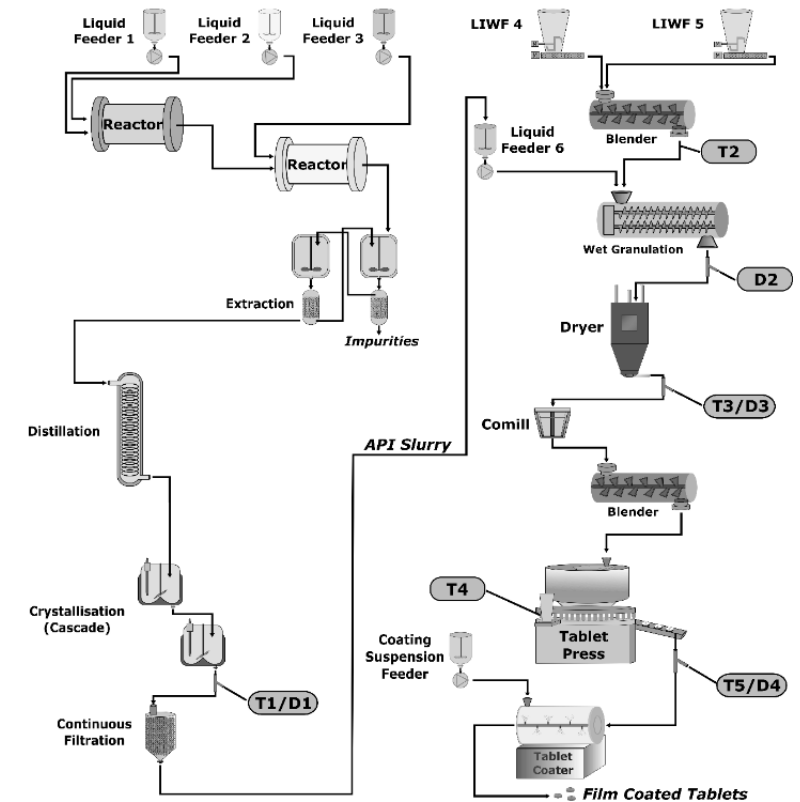 Liquid
Feeder 1
Liquid
Feeder 2
Liquid
Feeder 3
LIWF 4
LIWF 5
Reactor
Reactor
Liquid
Feeder 6
Blender
T2
Wet Granulation
D2
Extraction
Impurities
Dryer
T3/D3
Comill
Distillation
API Slurry
Blender
T4
Tablet
Press
Crystallisation
(Cascade)
Coating
Suspension
Feeder
T5/D4
T1/D1
Continuous
Filtration
Tablet
Coater
Film Coated Tablets